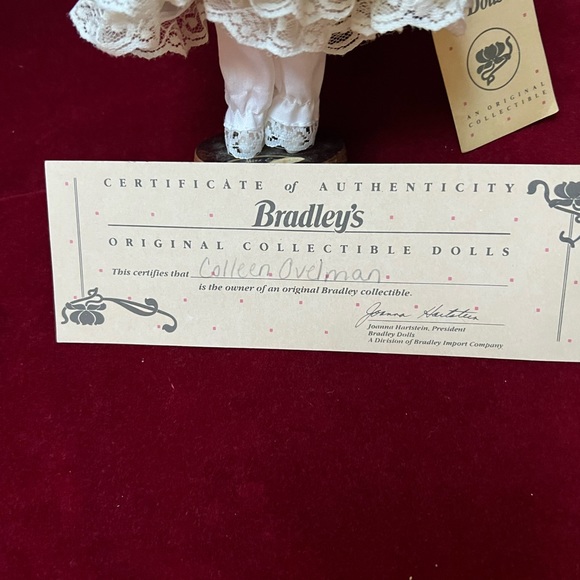 Dolls
AN ORIGINAL
COLLECTIBLE
CERTIFICATE of AUTHENTICITY
Bradley's
ORIGINAL COLLECTIBLE DOLLS
This certifies that Colleen Ovelman
is the owner of an original Bradley collectible.
Joanna Hartstein
Joanna Hartstein, President
Bradley Dolls
A Division of Bradley Import Company